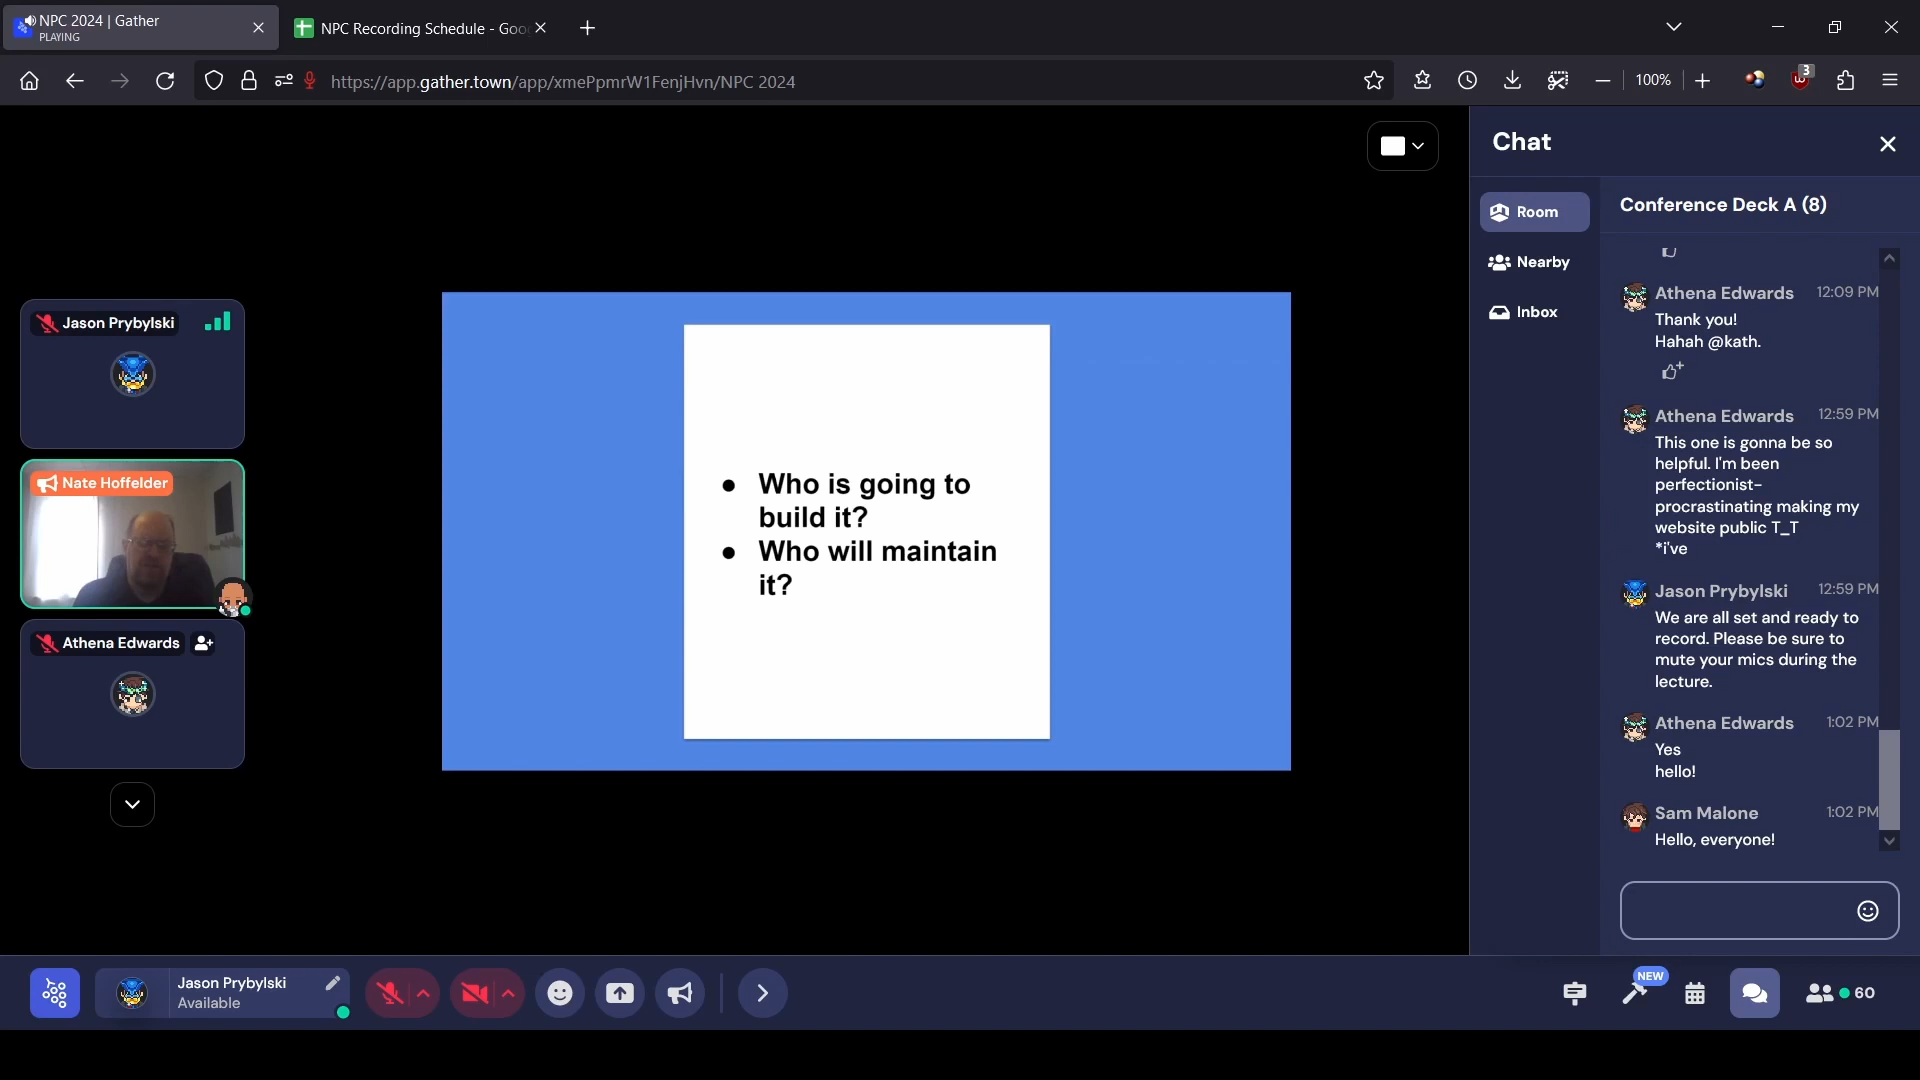 NPC 2024 | Gather
PLAYING
NPC Recording Schedule - Goo
https://app.gather.town/app/xmePpmrW1FenjHvn/NPC 2024
100%
3
Jason Prybylski
Nate Hoffelder
Athena Edwards
● Who is going to
build it?
● Who will maintain
it?
Chat
Room
Nearby
Inbox
Conference Deck A (8)
Athena Edwards 12:09 PM
Thank you!
Hahah @kath.
Athena Edwards 12:59 PM
This one is gonna be so
helpful. I'm been
perfectionist-
procrastinating making my
website public T_T
*i've
Jason Prybylski 12:59 PM
We are all set and ready to
record. Please be sure to
mute your mics during the
lecture.
Athena Edwards 1:02 PM
Yes
hello!
Sam Malone 1:02 PM
Hello, everyone!
Jason Prybylski
Available
NEW
60